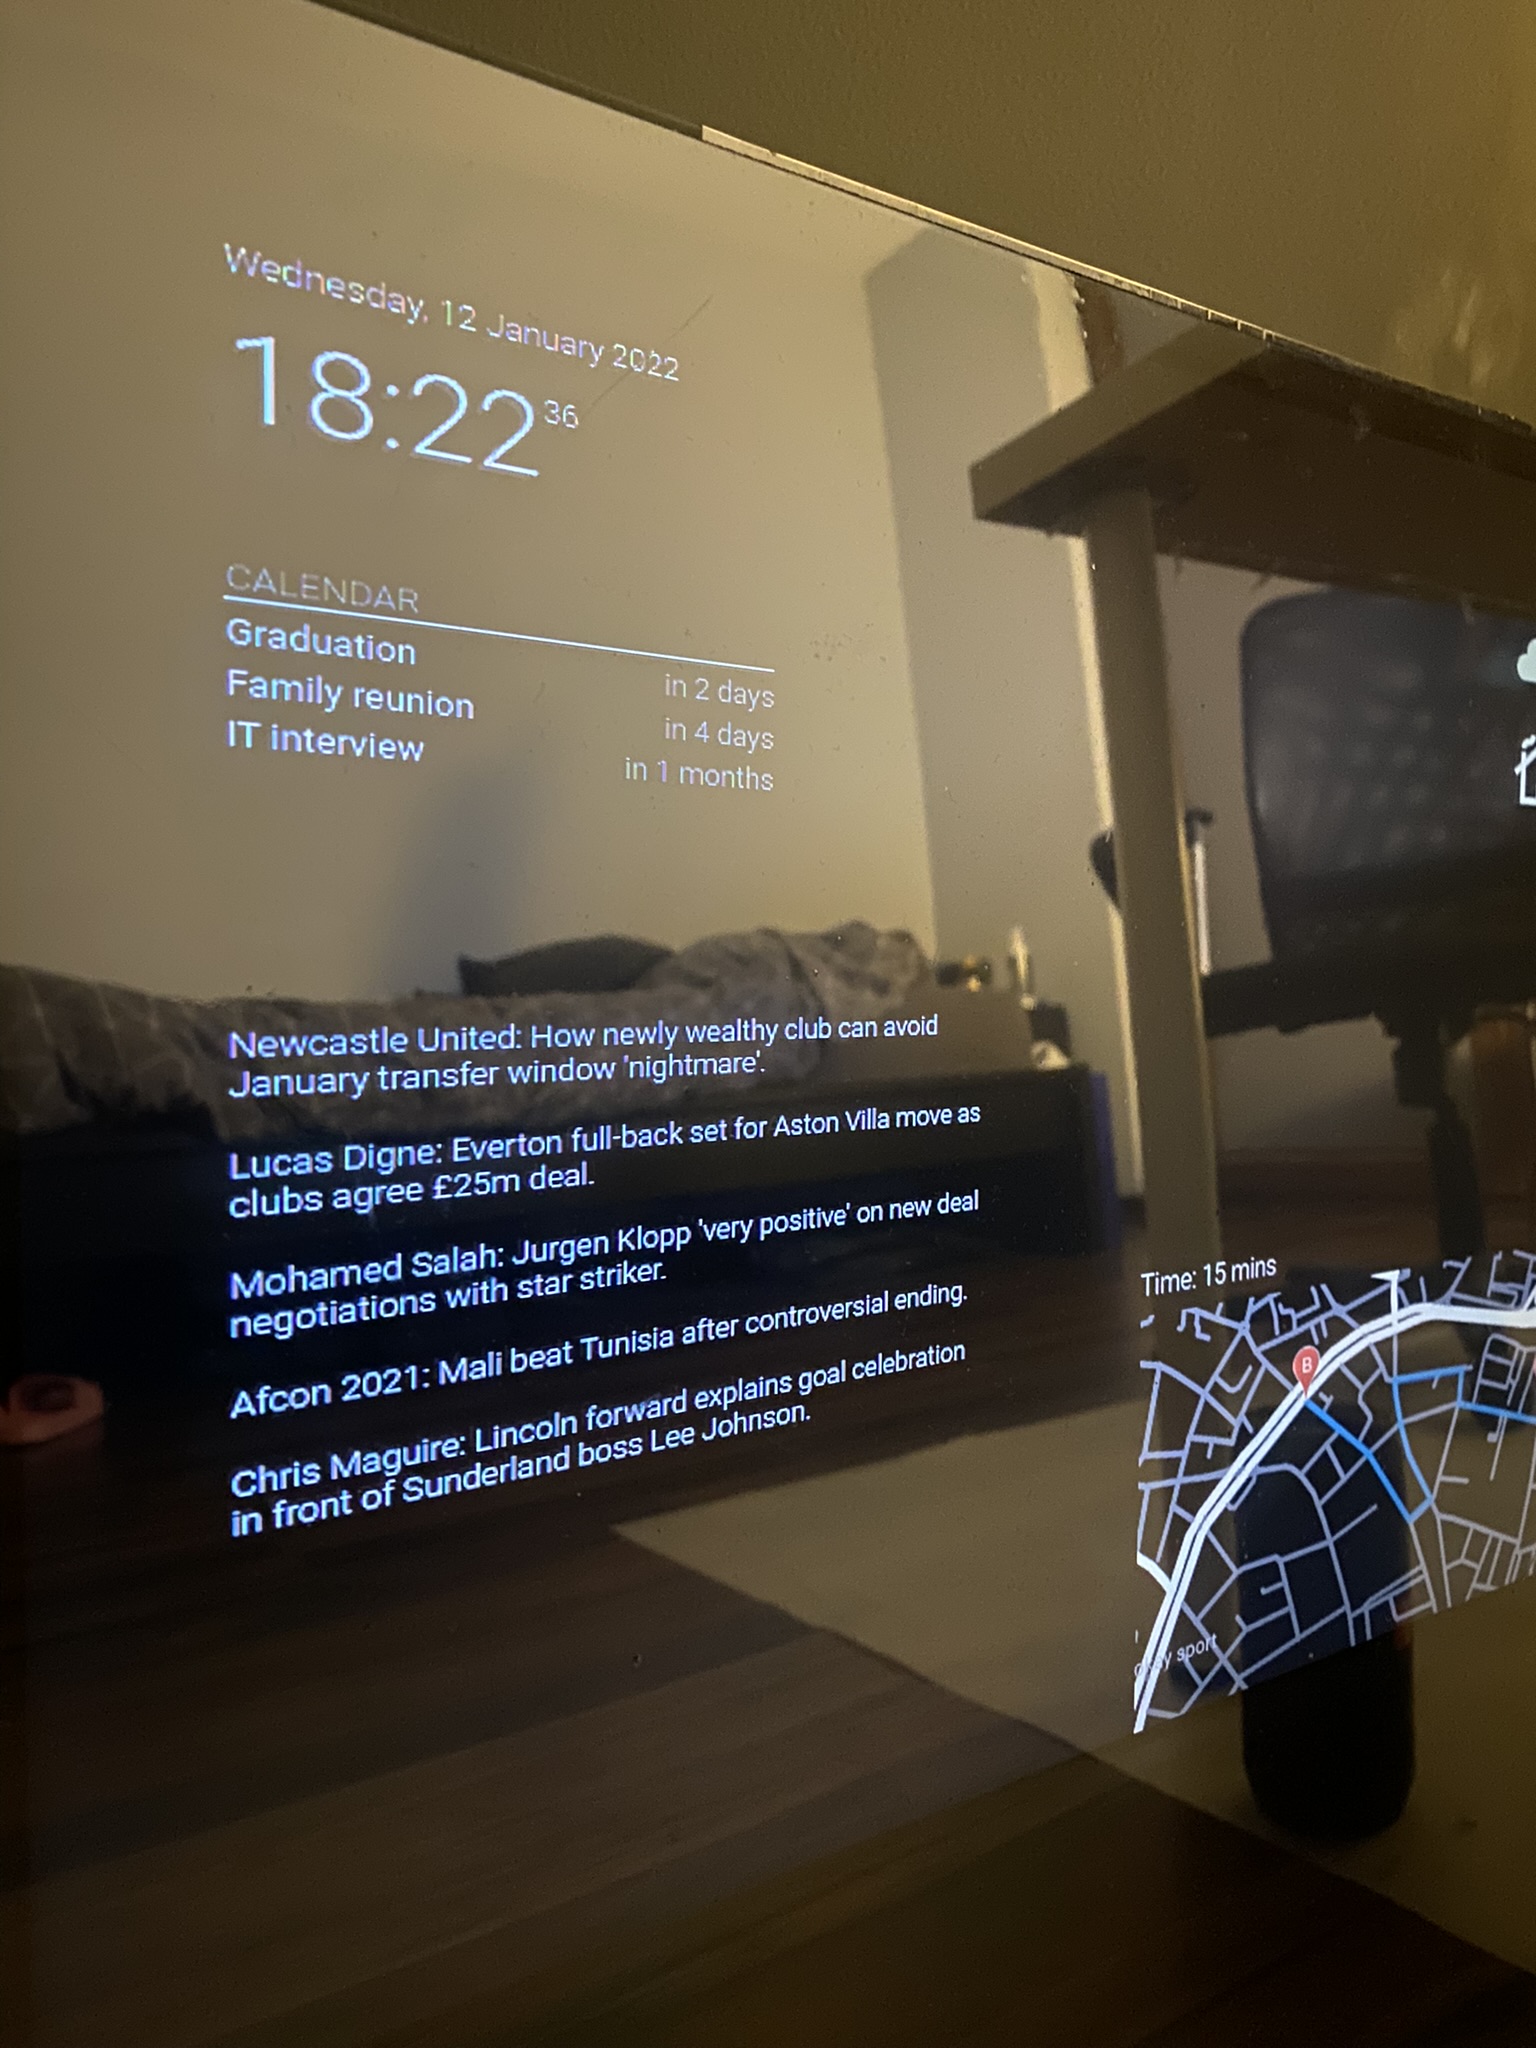 Wednesday, 12 January 2022
18:22 36
CALENDAR
Graduation in 2 days
Family reunion in 4 days
IT interview in 1 months
Newcastle United: How newly wealthy club can avoid
January transfer window 'nightmare'.
Lucas Digne: Everton full-back set for Aston Villa move as
clubs agree £25m deal.
Mohamed Salah: Jurgen Klopp 'very positive' on new deal
negotiations with star striker.
Afcon 2021: Mali beat Tunisia after controversial ending.
Chris Maguire: Lincoln forward explains goal celebration
in front of Sunderland boss Lee Johnson.
Time: 15 mins
B
sport